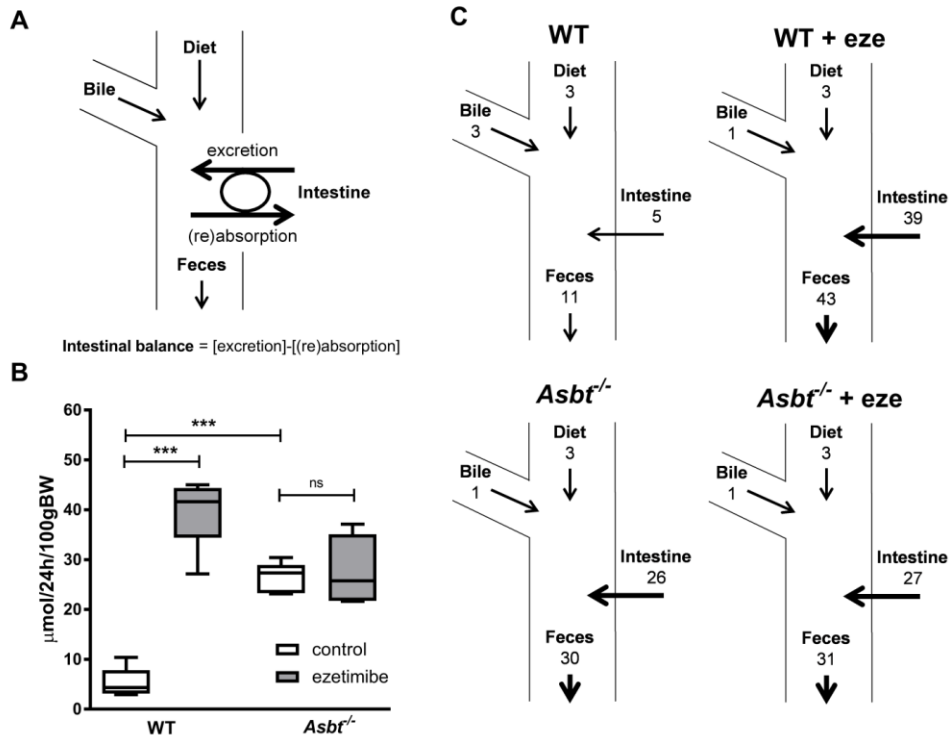 A
Diet
Bile
excretion
Intestine
(re)absorption
Feces
Intestinal balance = [excretion]-[(re)absorption]
B
μmol/24h/100gBW
60
50
40
30
20
10
0
***
***
ns
control
ezetimibe
WT
Asbt-/-
C
WT
Diet
3
Bile
3
Intestine
5
Feces
11
WT + eze
Diet
3
Bile
1
Intestine
39
Feces
43
Asbt-/-
Diet
3
Bile
1
Intestine
26
Feces
30
Asbt-/- + eze
Diet
3
Bile
1
Intestine
27
Feces
31